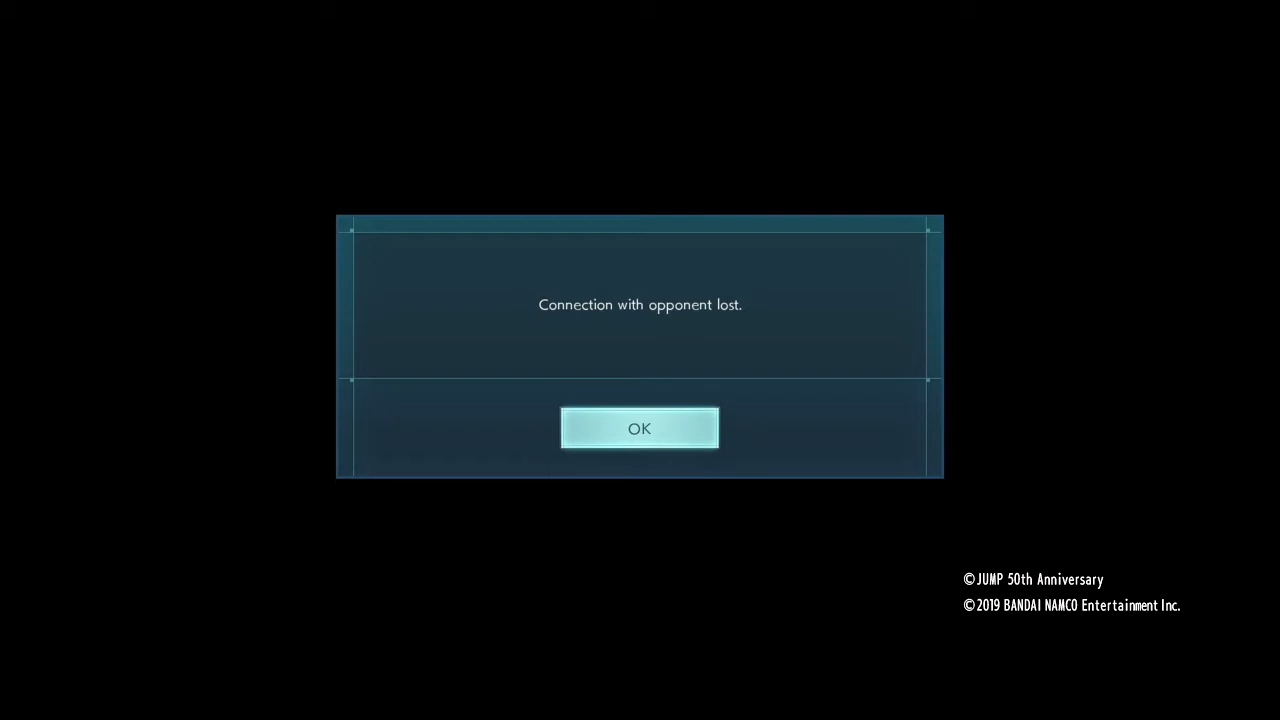 Connection with opponent lost.
OK
©JUMP 50th Anniversary
©2019 BANDAI NAMCO Entertainment Inc.